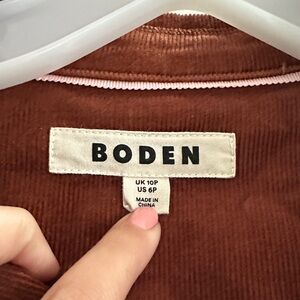 BODEN
UK 10P
US 6P
MADE IN
CHINA